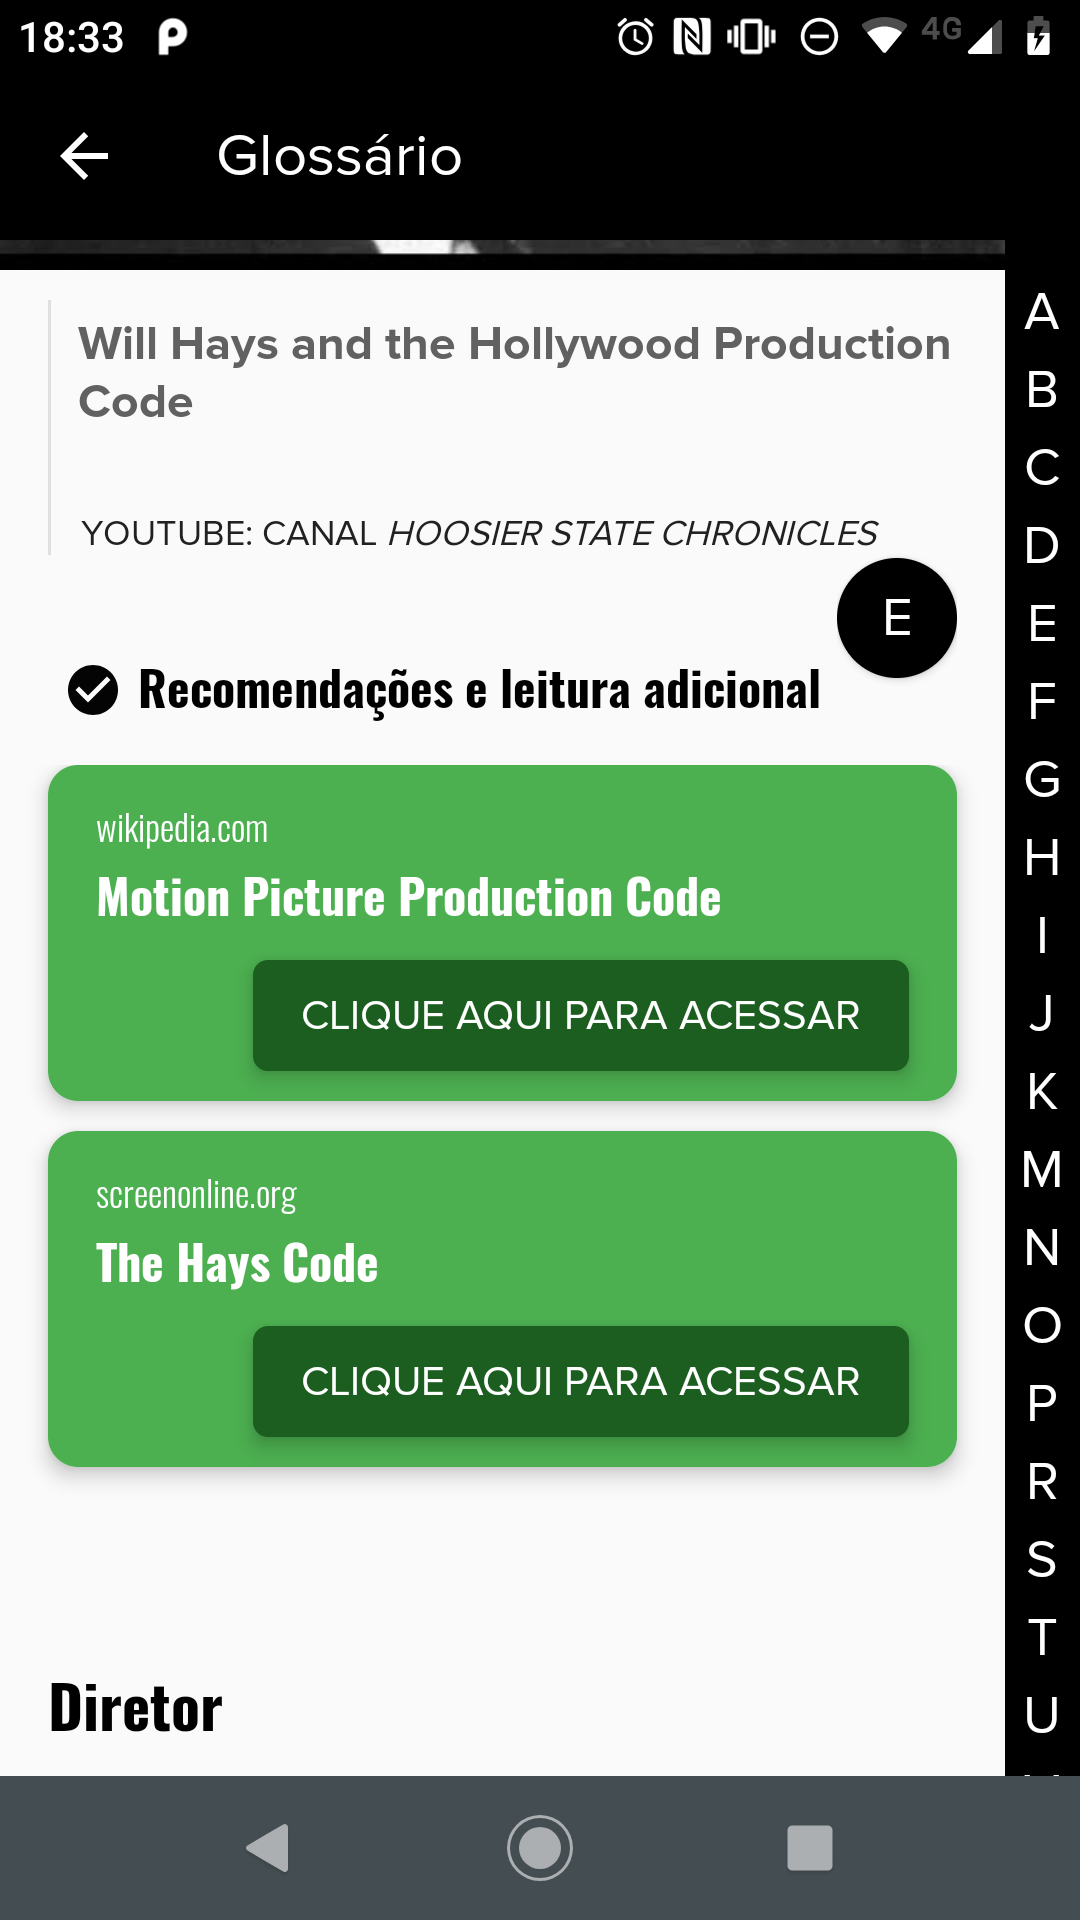 18:33
4G
Glossário
Will Hays and the Hollywood Production
Code
YOUTUBE: CANAL HOOSIER STATE CHRONICLES
E
Recomendações e leitura adicional
wikipedia.com
Motion Picture Production Code
CLIQUE AQUI PARA ACESSAR
screenonline.org
The Hays Code
CLIQUE AQUI PARA ACESSAR
Diretor
A
B
C
D
E
F
G
H
I
J
K
M
N
O
P
R
S
T
U